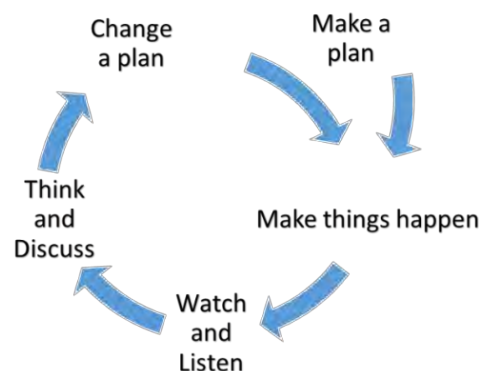 Change
a plan
Make a
plan
Make things happen
Watch
and
Listen
Think
and
Discuss